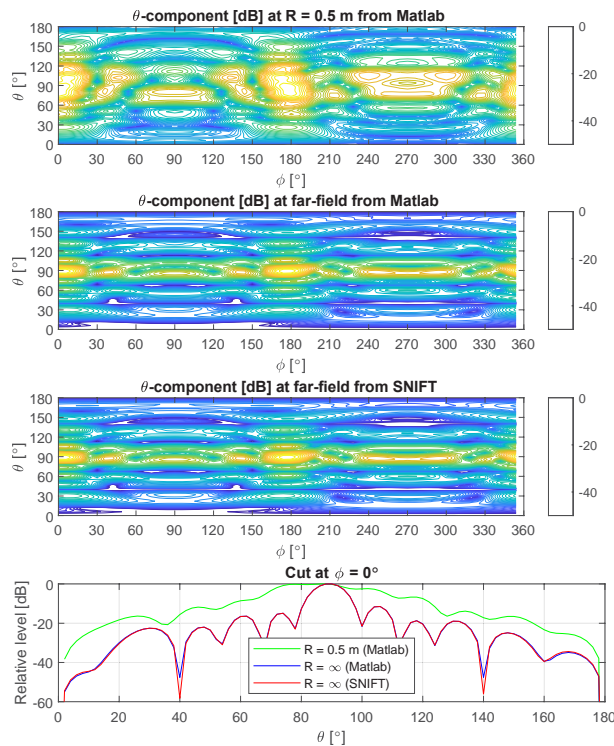 θ-component [dB] at R = 0.5 m from Matlab
180
150
120
90
60
30
0
θ [°]
0 30 60 90 120 150 180 210 240 270 300 330 360
ϕ [°]
0
-20
-40
θ-component [dB] at far-field from Matlab
180
150
120
90
60
30
0
θ [°]
0 30 60 90 120 150 180 210 240 270 300 330 360
ϕ [°]
0
-20
-40
θ-component [dB] at far-field from SNIFT
180
150
120
90
60
30
0
θ [°]
0 30 60 90 120 150 180 210 240 270 300 330 360
ϕ [°]
0
-20
-40
Cut at ϕ = 0°
Relative level [dB]
0
-20
-40
-60
R = 0.5 m (Matlab)
R = ∞ (Matlab)
R = ∞ (SNIFT)
0 20 40 60 80 100 120 140 160 180
θ [°]